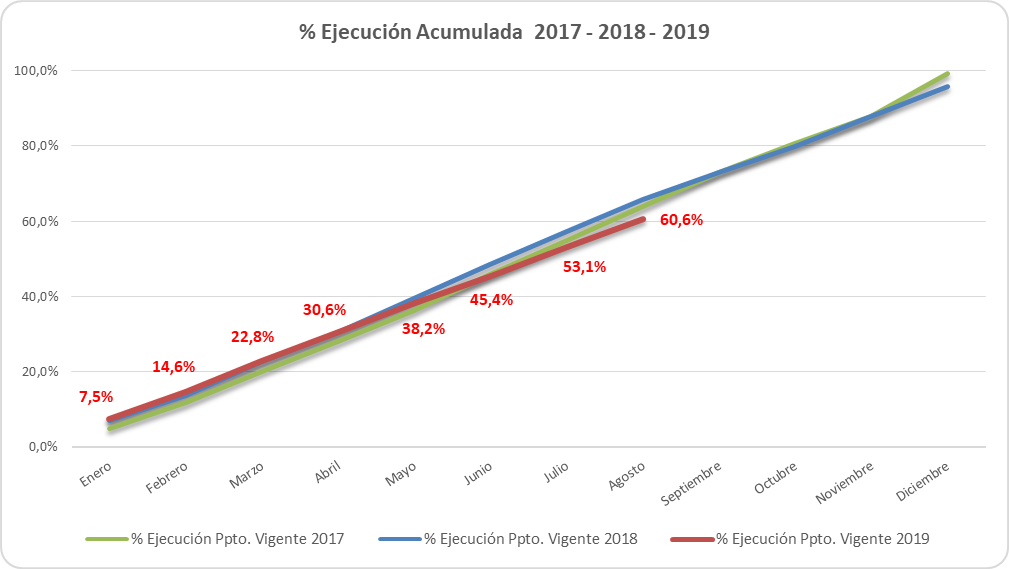 % Ejecución Acumulada 2017 - 2018 - 2019
100,0%
80,0%
60,0%
40,0%
20,0%
0,0%
7,5%
14,6%
22,8%
30,6%
38,2%
45,4%
53,1%
60,6%
Enero
Febrero
Marzo
Abril
Mayo
Junio
Julio
Agosto
Septiembre
Octubre
Noviembre
Diciembre
% Ejecución Ppto. Vigente 2017
% Ejecución Ppto. Vigente 2018
% Ejecución Ppto. Vigente 2019